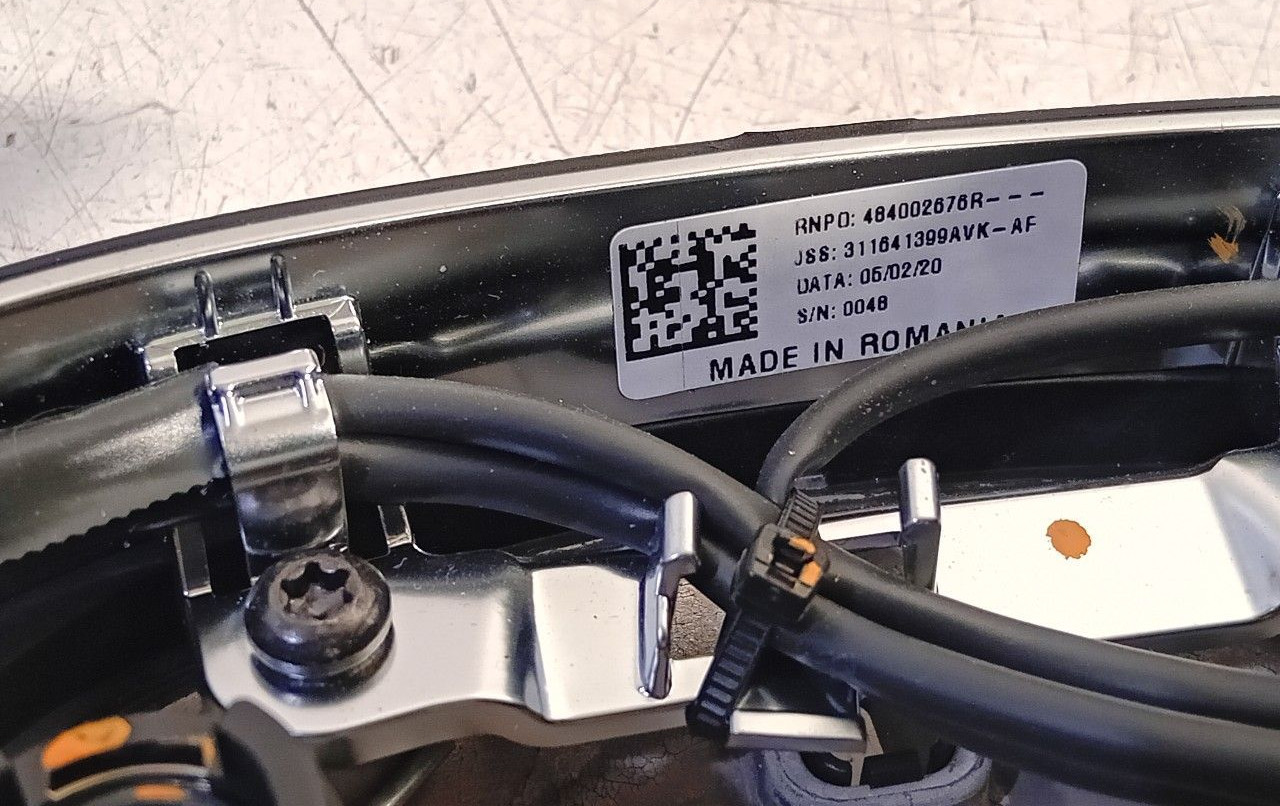 RNPO: 484002676R---
JSS: 311641399AVK-AF
DATA: 05/02/20
S/N: 0048
MADE IN ROMANIA